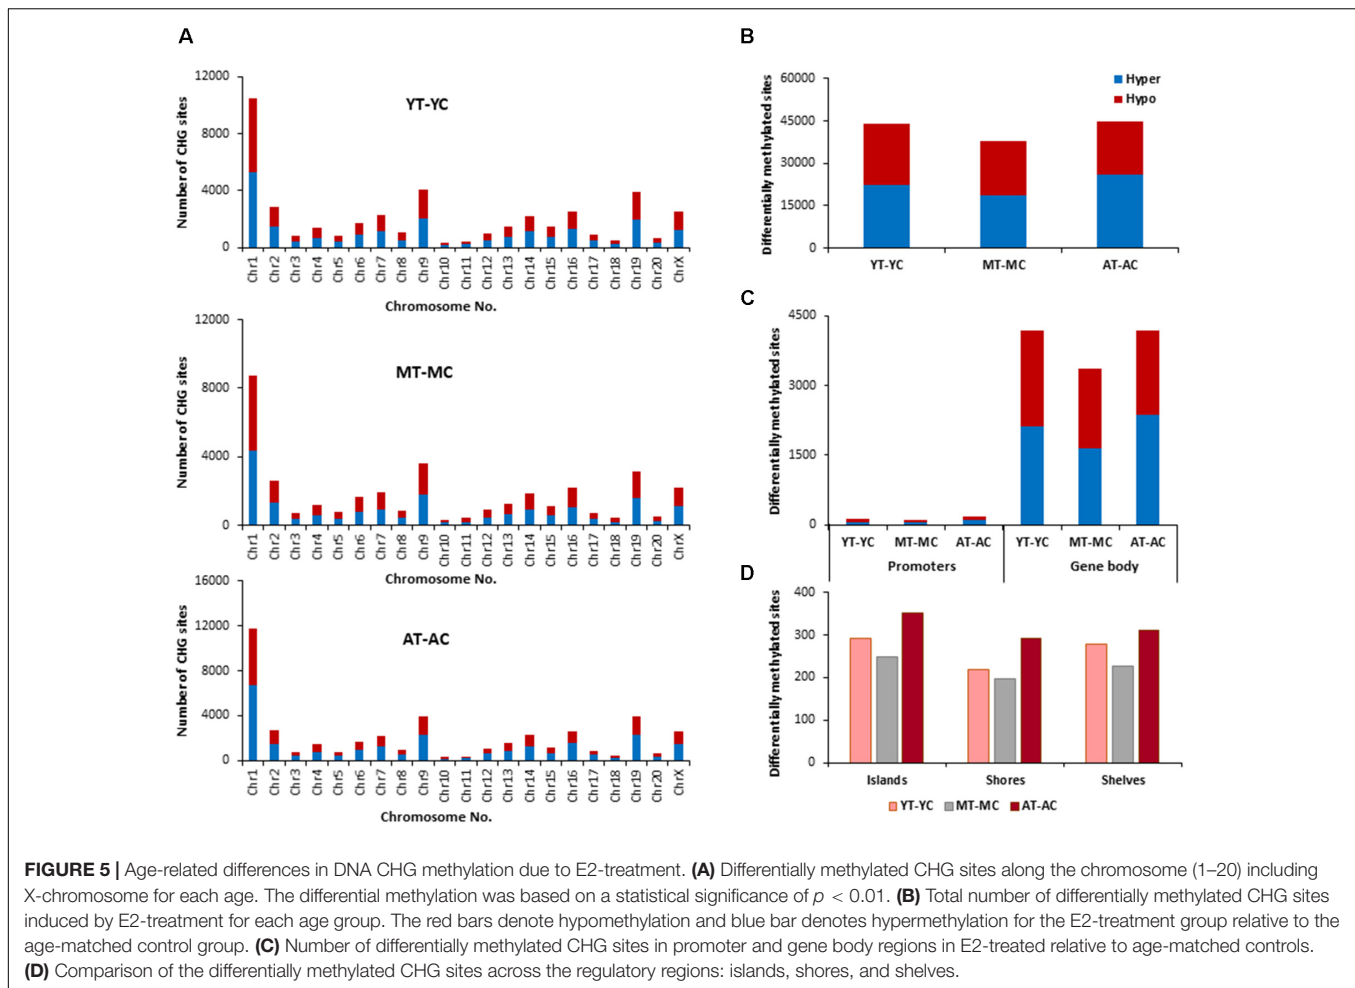 A
12000
8000
4000
0
Number of CHG sites
YT-YC
Chr1 Chr2 Chr3 Chr4 Chr5 Chr6 Chr7 Chr8 Chr9 Chr10 Chr11 Chr12 Chr13 Chr14 Chr15 Chr16 Chr17 Chr18 Chr19 Chr20 ChrX
Chromosome No.
12000
8000
4000
0
Number of CHG sites
MT-MC
Chr1 Chr2 Chr3 Chr4 Chr5 Chr6 Chr7 Chr8 Chr9 Chr10 Chr11 Chr12 Chr13 Chr14 Chr15 Chr16 Chr17 Chr18 Chr19 Chr20 ChrX
Chromosome No.
16000
12000
8000
4000
0
Number of CHG sites
AT-AC
Chr1 Chr2 Chr3 Chr4 Chr5 Chr6 Chr7 Chr8 Chr9 Chr10 Chr11 Chr12 Chr13 Chr14 Chr15 Chr16 Chr17 Chr18 Chr19 Chr20 ChrX
Chromosome No.
B
60000
45000
30000
15000
0
Differentially methylated sites
Hyper
Hypo
YT-YC MT-MC AT-AC
C
4500
3000
1500
0
Differentially methylated sites
YT-YC MT-MC AT-AC YT-YC MT-MC AT-AC
Promoters Gene body
D
400
300
200
100
0
Differentially methylated sites
Islands Shores Shelves
YT-YC MT-MC AT-AC
FIGURE 5 | Age-related differences in DNA CHG methylation due to E2-treatment. (A) Differentially methylated CHG sites along the chromosome (1–20) including
X-chromosome for each age. The differential methylation was based on a statistical significance of p < 0.01. (B) Total number of differentially methylated CHG sites
induced by E2-treatment for each age group. The red bars denote hypomethylation and blue bar denotes hypermethylation for the E2-treatment group relative to the
age-matched control group. (C) Number of differentially methylated CHG sites in promoter and gene body regions in E2-treated relative to age-matched controls.
(D) Comparison of the differentially methylated CHG sites across the regulatory regions: islands, shores, and shelves.